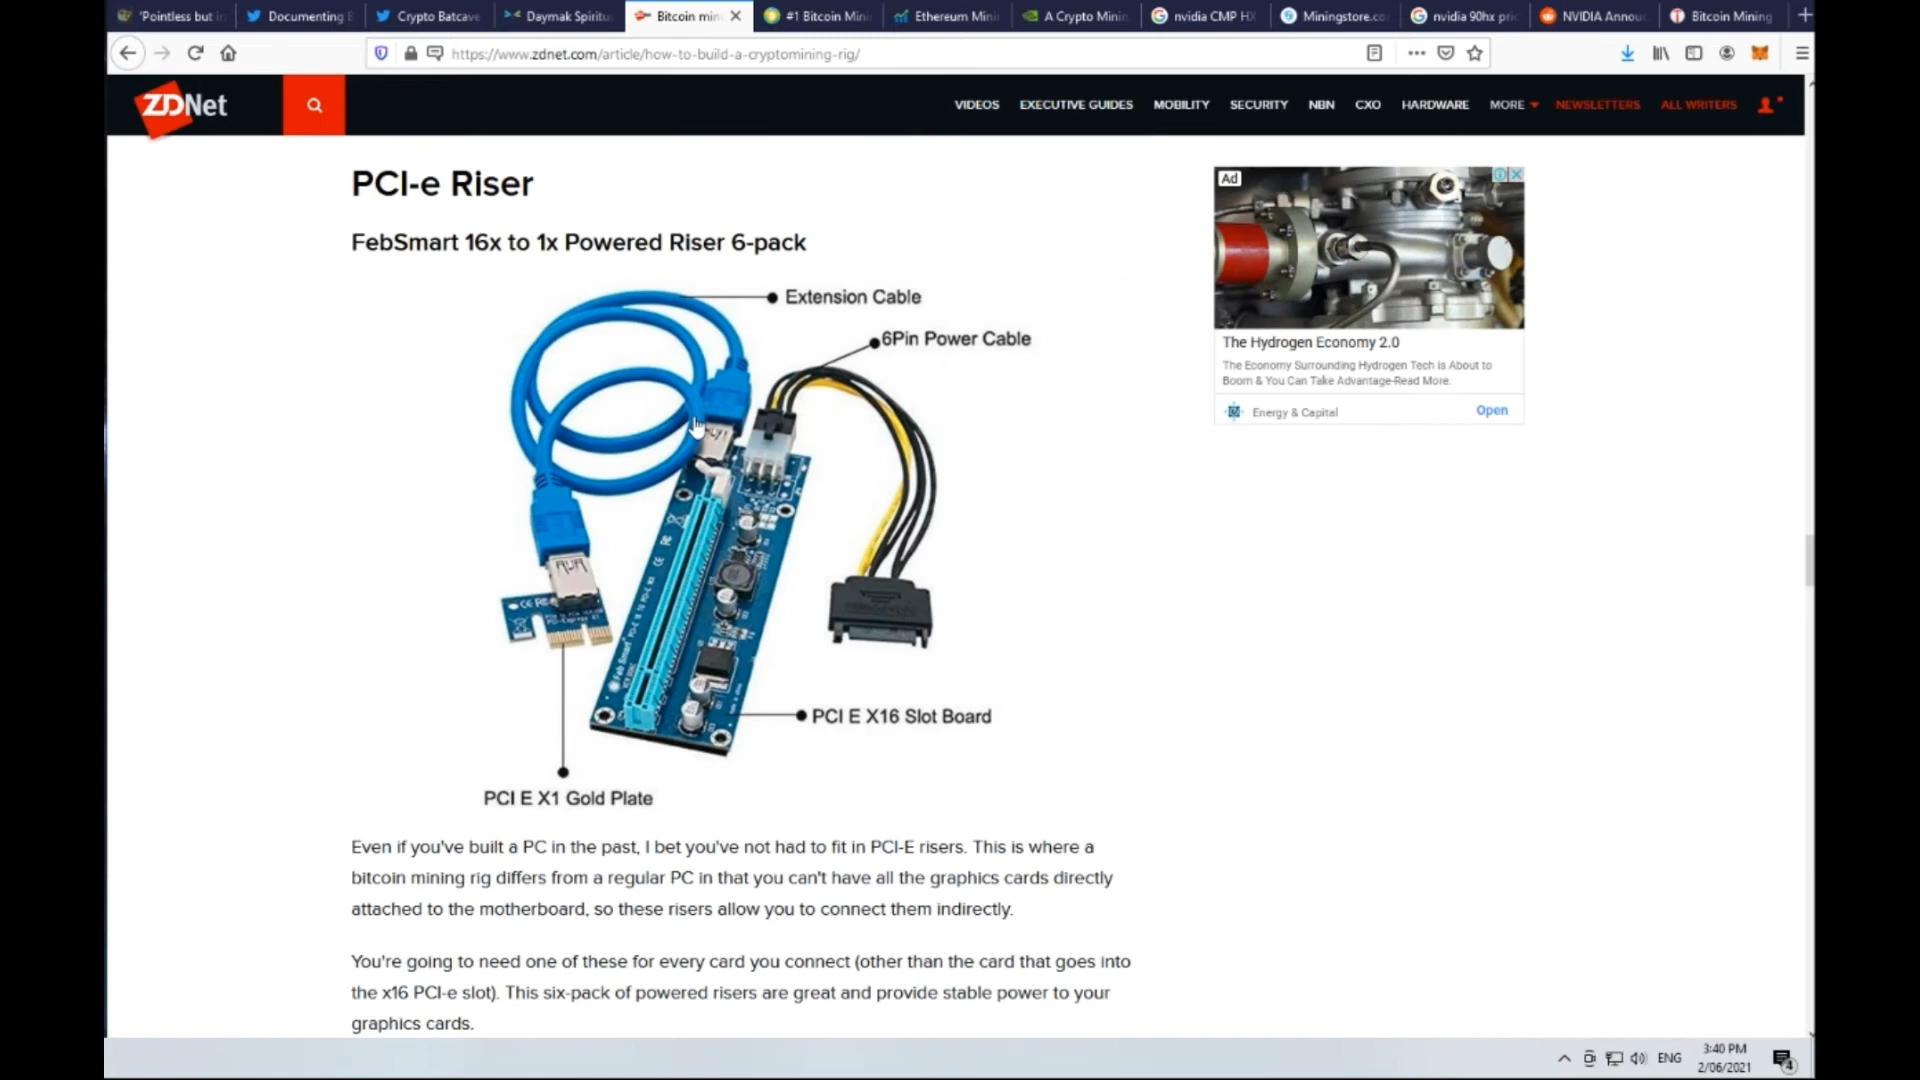 'Pointless but i
Documenting B
Crypto Batcave
Daymak Spiritu
Bitcoin min
#1 Bitcoin Mini
Ethereum Mini
A Crypto Minin
nvidia CMP HX
Miningstore.co
nvidia 90hx pric
NVIDIA Annou
Bitcoin Mining
https://www.zdnet.com/article/how-to-build-a-cryptomining-rig/
ZDNet
VIDEOS
EXECUTIVE GUIDES
MOBILITY
SECURITY
NBN
CXO
HARDWARE
MORE
NEWSLETTERS
ALL WRITERS
PCI-e Riser
FebSmart 16x to 1x Powered Riser 6-pack
Extension Cable
6Pin Power Cable
PCI E X16 Slot Board
PCI E X1 Gold Plate
Ad
The Hydrogen Economy 2.0
The Economy Surrounding Hydrogen Tech is About to
Boom & You Can Take Advantage-Read More.
Energy & Capital
Open
Even if you've built a PC in the past, I bet you've not had to fit in PCI-E risers. This is where a
bitcoin mining rig differs from a regular PC in that you can't have all the graphics cards directly
attached to the motherboard, so these risers allow you to connect them indirectly.
You're going to need one of these for every card you connect (other than the card that goes into
the x16 PCI-e slot). This six-pack of powered risers are great and provide stable power to your
graphics cards.
ENG
3:40 PM
2/06/2021
4